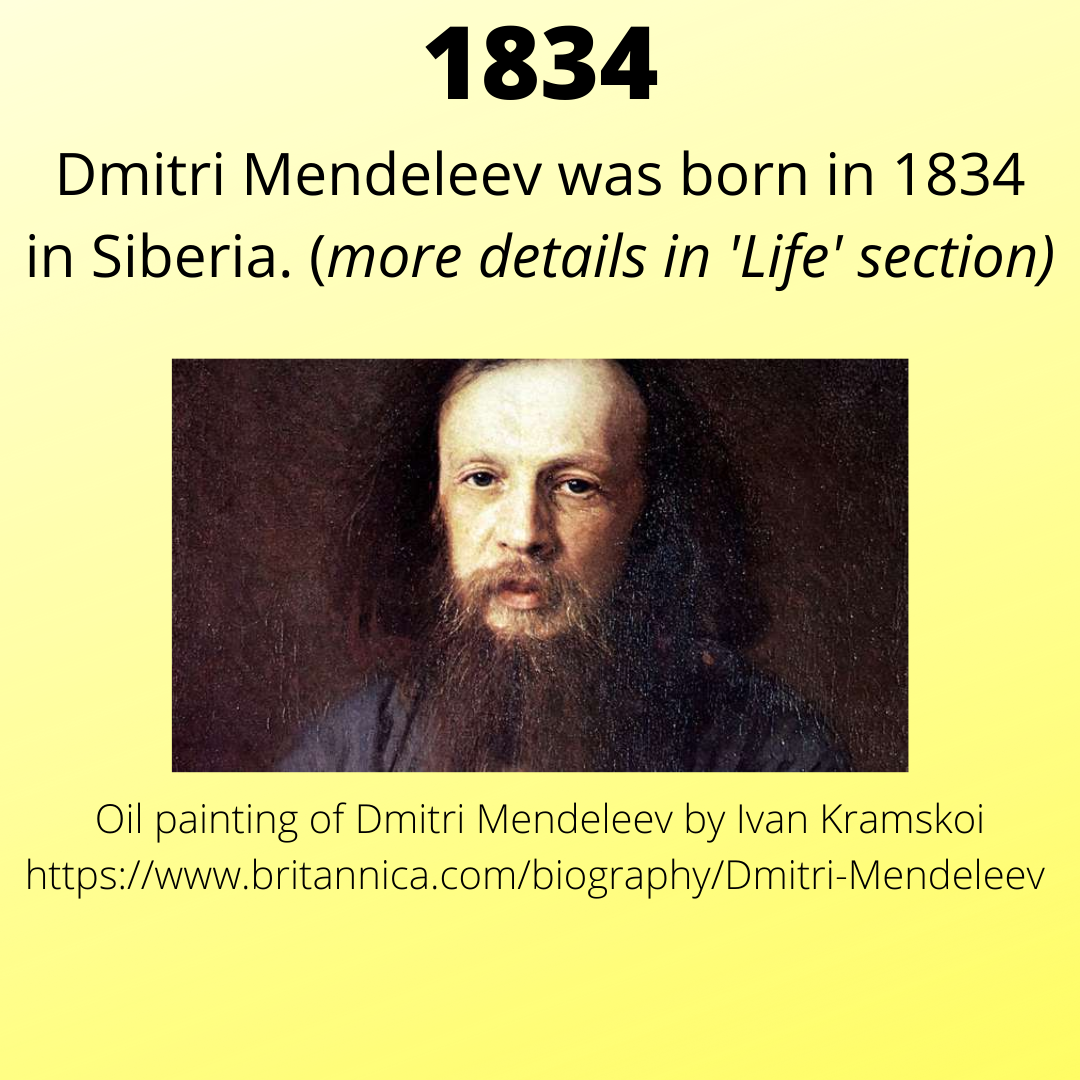 1834
Dmitri Mendeleev was born in 1834
in Siberia. (more details in 'Life' section)
Oil painting of Dmitri Mendeleev by Ivan Kramskoi
https://www.britannica.com/biography/Dmitri-Mendeleev